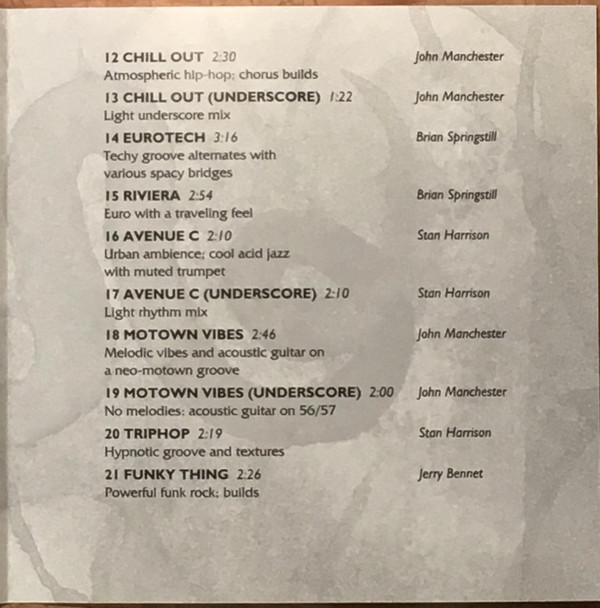 12 CHILL OUT 2:30 John Manchester
Atmospheric hip-hop; chorus builds
13 CHILL OUT (UNDERSCORE) 1:22 John Manchester
Light underscore mix
14 EUROTECH 3:16 Brian Springstill
Techy groove alternates with
various spacy bridges
15 RIVIERA 2:54 Brian Springstill
Euro with a traveling feel
16 AVENUE C 2:10 Stan Harrison
Urban ambience; cool acid jazz
with muted trumpet
17 AVENUE C (UNDERSCORE) 2:10 Stan Harrison
Light rhythm mix
18 MOTOWN VIBES 2:46 John Manchester
Melodic vibes and acoustic guitar on
a neo-motown groove
19 MOTOWN VIBES (UNDERSCORE) 2:00 John Manchester
No melodies; acoustic guitar on 56/57
20 TRIPHOP 2:19 Stan Harrison
Hypnotic groove and textures
21 FUNKY THING 2:26 Jerry Bennet
Powerful funk rock; builds